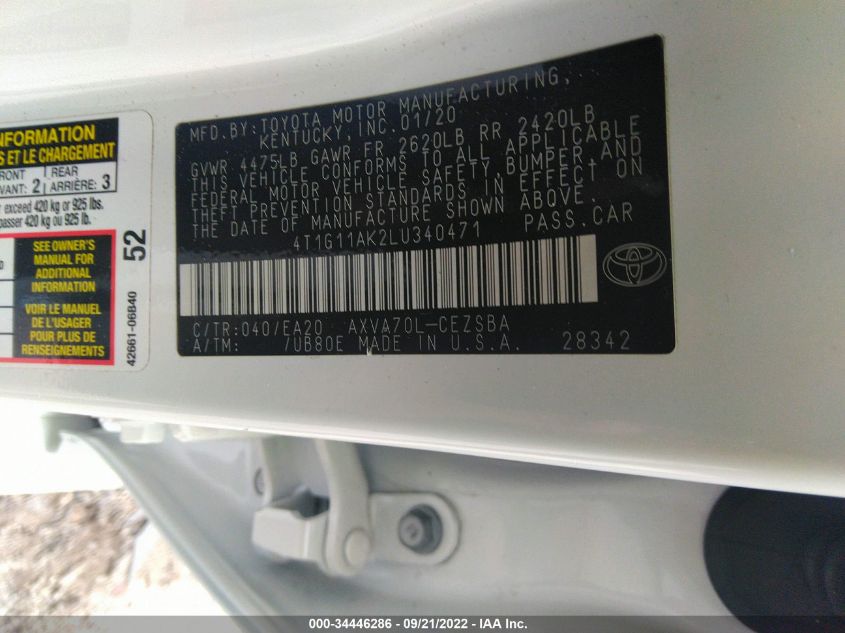 INFORMATION
S ET LE CHARGEMENT
FRONT
VANT: 2
REAR
ARRIÈRE: 3
r exceed 420 kg or 925 lbs.
passer 420 kg ou 925 lb.
SEE OWNER'S
MANUAL FOR
ADDITIONAL
INFORMATION
VOIR LE MANUEL
DE L'USAGER
POUR PLUS DE
RENSEIGNEMENTS
52
42661-06B40
MFD.BY:TOYOTA MOTOR MANUFACTURING,
KENTUCKY,INC.01/20
GVWR 4475LB GAWR FR 2620LB RR 2420LB
THIS VEHICLE CONFORMS TO ALL APPLICABLE
FEDERAL MOTOR VEHICLE SAFETY,BUMPER,AND
THEFT PREVENTION STANDARDS IN EFFECT ON
THE DATE OF MANUFACTURE SHOWN ABOVE.
4T1G11AK2LU340471 PASS.CAR
C/TR:040/EA20 AXVA70L-CEZSBA
A/TM: /UB80E MADE IN U.S.A. 28342
000-34446286 - 09/21/2022 - IAA Inc.